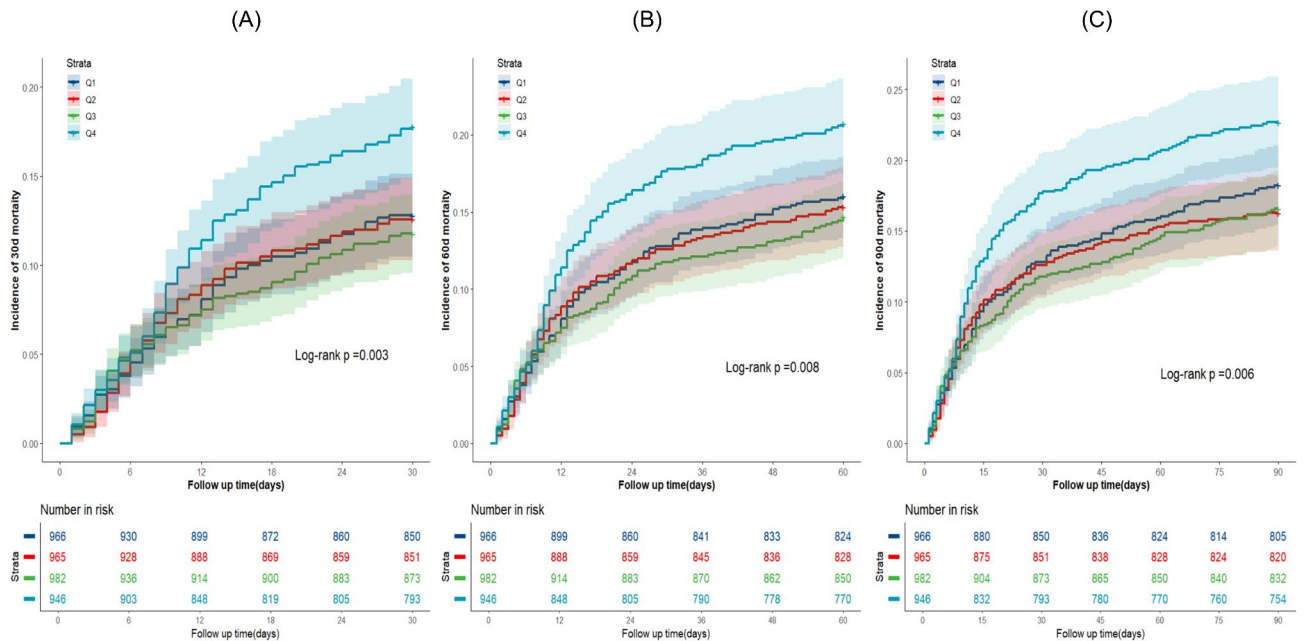 (A)
Strata
Q1
Q2
Q3
Q4
0.20
0.15
0.10
0.05
0.00
Incidence of 30d mortaity
Log-rank p =0.003
0 6 12 18 24 30
Follow up time(days)
Number in risk
Strata
966 930 899 872 860 850
965 928 888 869 859 851
982 936 914 900 883 873
946 903 848 819 805 793
0 6 12 18 24 30
Follow up time(days)
(B)
Strata
Q1
Q2
Q3
Q4
0.20
0.15
0.10
0.05
0.00
Incidence of 60d mortaity
Log-rank p =0.008
0 12 24 36 48 60
Follow up time(days)
Number in risk
Strata
966 899 860 841 833 824
965 888 859 845 836 828
982 914 883 870 862 850
946 848 805 790 778 770
0 12 24 36 48 60
Follow up time(days)
(C)
Strata
Q1
Q2
Q3
Q4
0.25
0.20
0.15
0.10
0.05
0.00
Incidence of 90d mortaity
Log-rank p =0.006
0 15 30 45 60 75 90
Follow up time(days)
Number in risk
Strata
966 880 850 836 824 814 805
965 875 851 838 828 824 820
982 904 873 865 850 840 832
946 832 793 780 770 760 754
0 15 30 45 60 75 90
Follow up time(days)